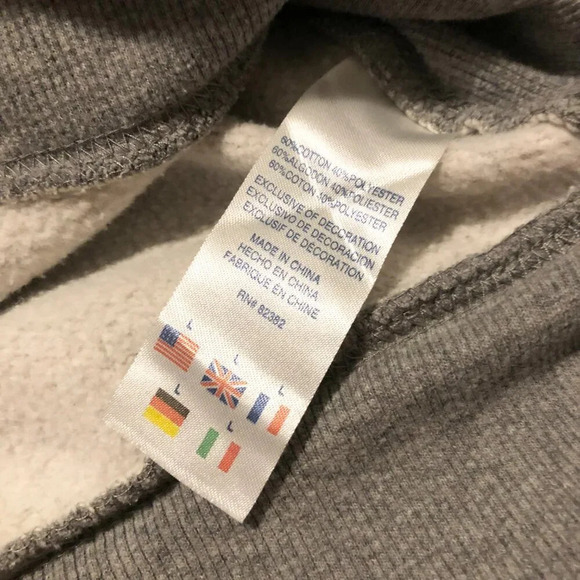 60%COTTON 40%POLYESTER
60%ALGODON 40%POLIESTER
60%COTON 40%POLYESTER
EXCLUSIVE OF DECORATION
EXCLUSIVO DE DECORACION
EXCLUSIF DE DÉCORATION
MADE IN CHINA
HECHO EN CHINA
FABRIQUE EN CHINE
RN# 82382
L L L
L L